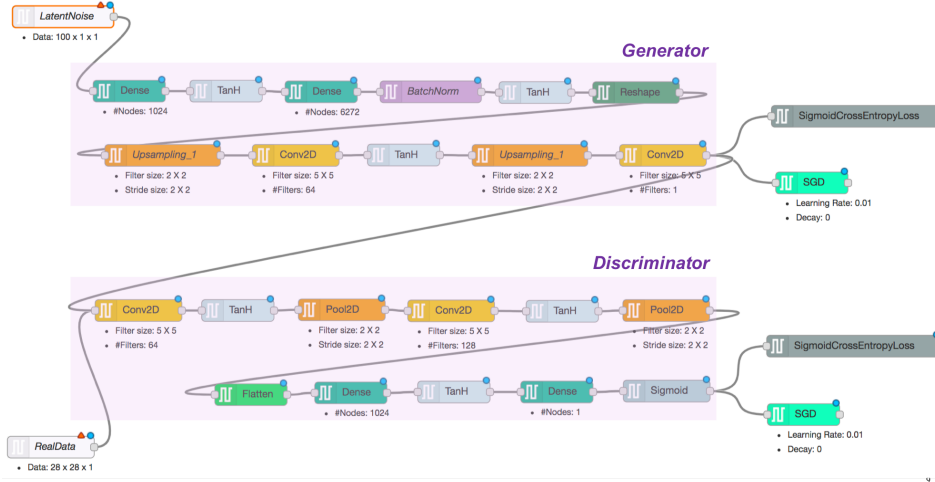 LatentNoise
• Data: 100 x 1 x 1
Generator
Dense
TanH
Dense
BatchNorm
TanH
Reshape
• #Nodes: 1024
• #Nodes: 6272
SigmoidCrossEntropyLoss
Upsampling_1
Conv2D
TanH
Upsampling_1
Conv2D
• Filter size: 2 X 2
• Stride size: 2 X 2
• Filter size: 5 X 5
• #Filters: 64
• Filter size: 2 X 2
• Stride size: 2 X 2
• Filter size: 5 X 5
• #Filters: 1
SGD
• Learning Rate: 0.01
• Decay: 0
Discriminator
Conv2D
TanH
Pool2D
Conv2D
TanH
Pool2D
• Filter size: 5 X 5
• #Filters: 64
• Filter size: 2 X 2
• Stride size: 2 X 2
• Filter size: 5 X 5
• #Filters: 128
• Filter size: 2 X 2
• Stride size: 2 X 2
SigmoidCrossEntropyLoss
Flatten
Dense
TanH
Dense
Sigmoid
• #Nodes: 1024
• #Nodes: 1
SGD
• Learning Rate: 0.01
• Decay: 0
RealData
• Data: 28 x 28 x 1